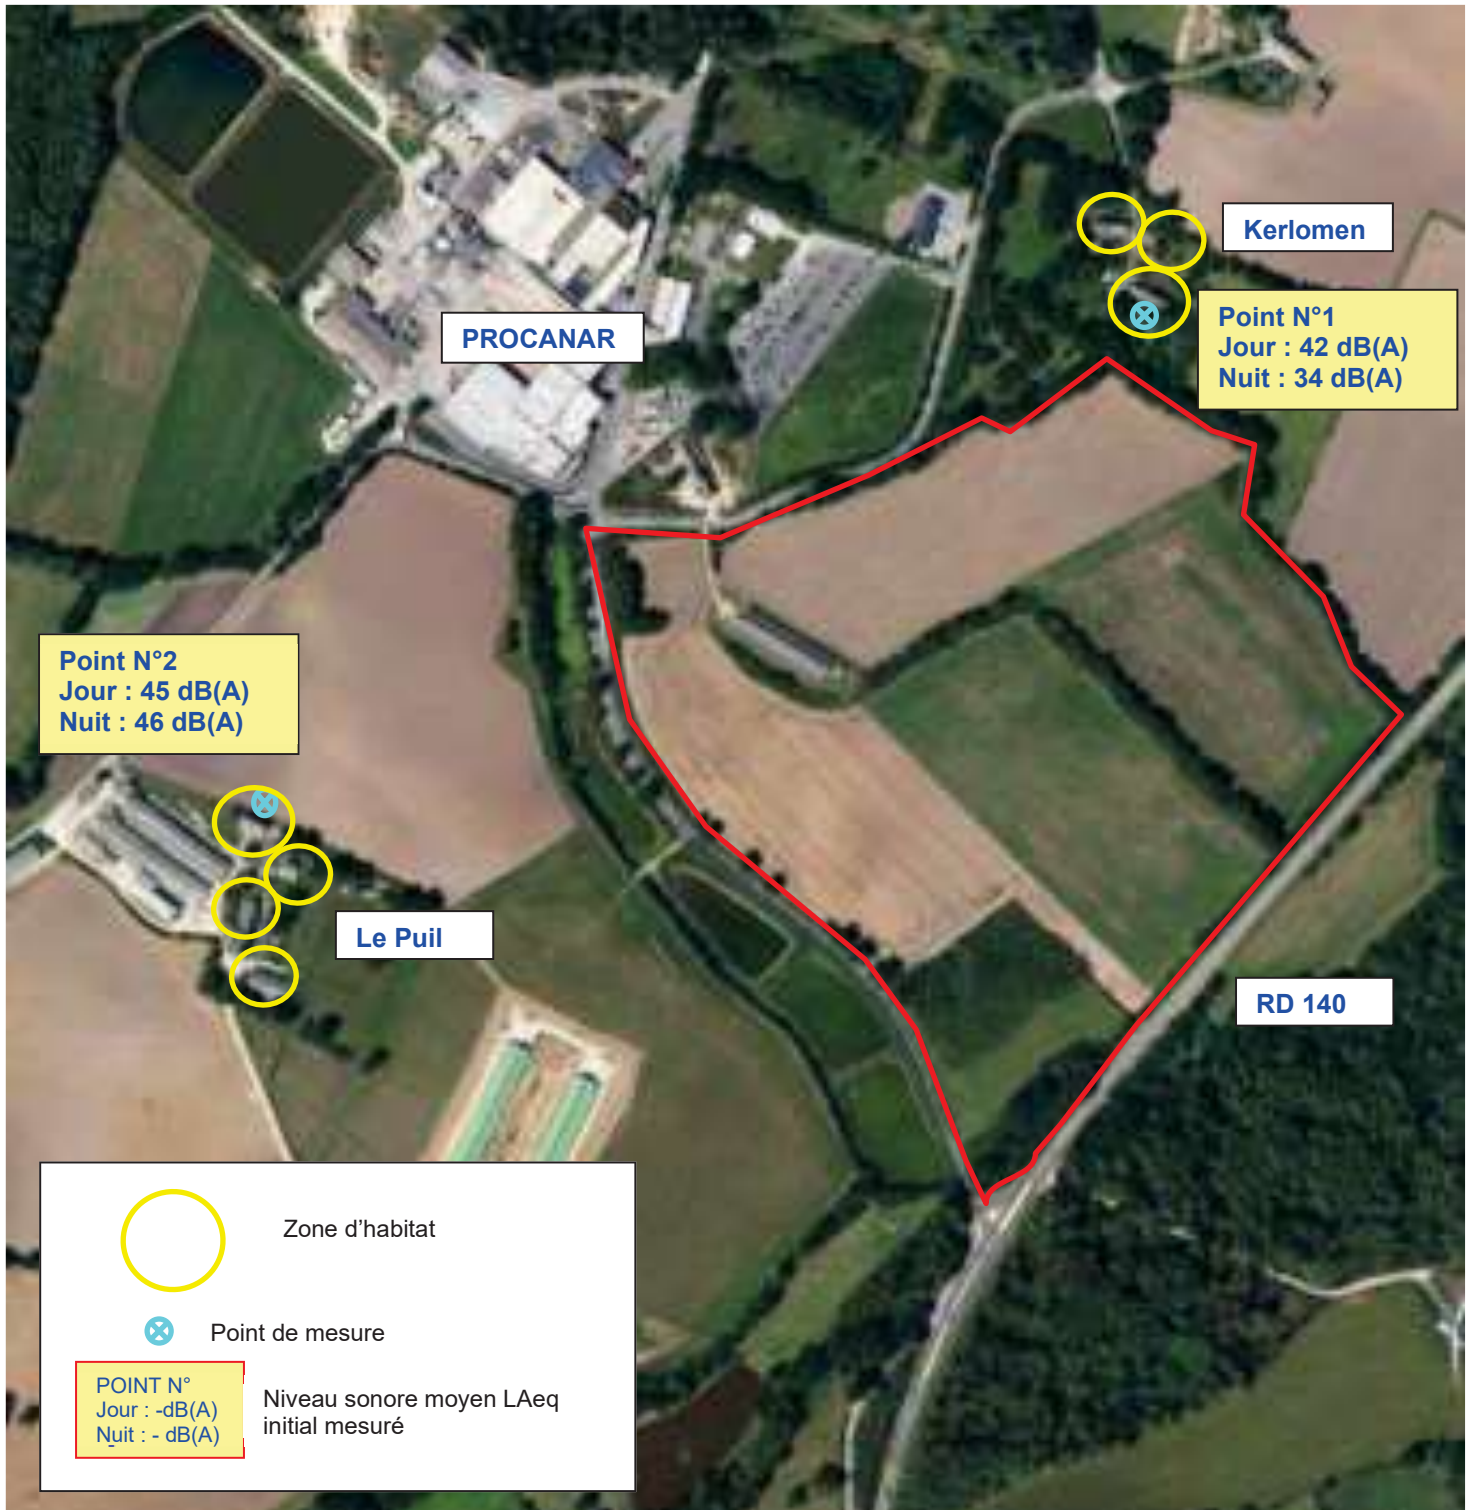 Kerlomen
Point N°1
Jour : 42 dB(A)
Nuit : 34 dB(A)
PROCANAR
Point N°2
Jour : 45 dB(A)
Nuit : 46 dB(A)
Le Puil
RD 140
Zone d'habitat
Point de mesure
POINT N°
Jour : -dB(A)
Nuit : - dB(A)
Niveau sonore moyen LAeq
initial mesuré